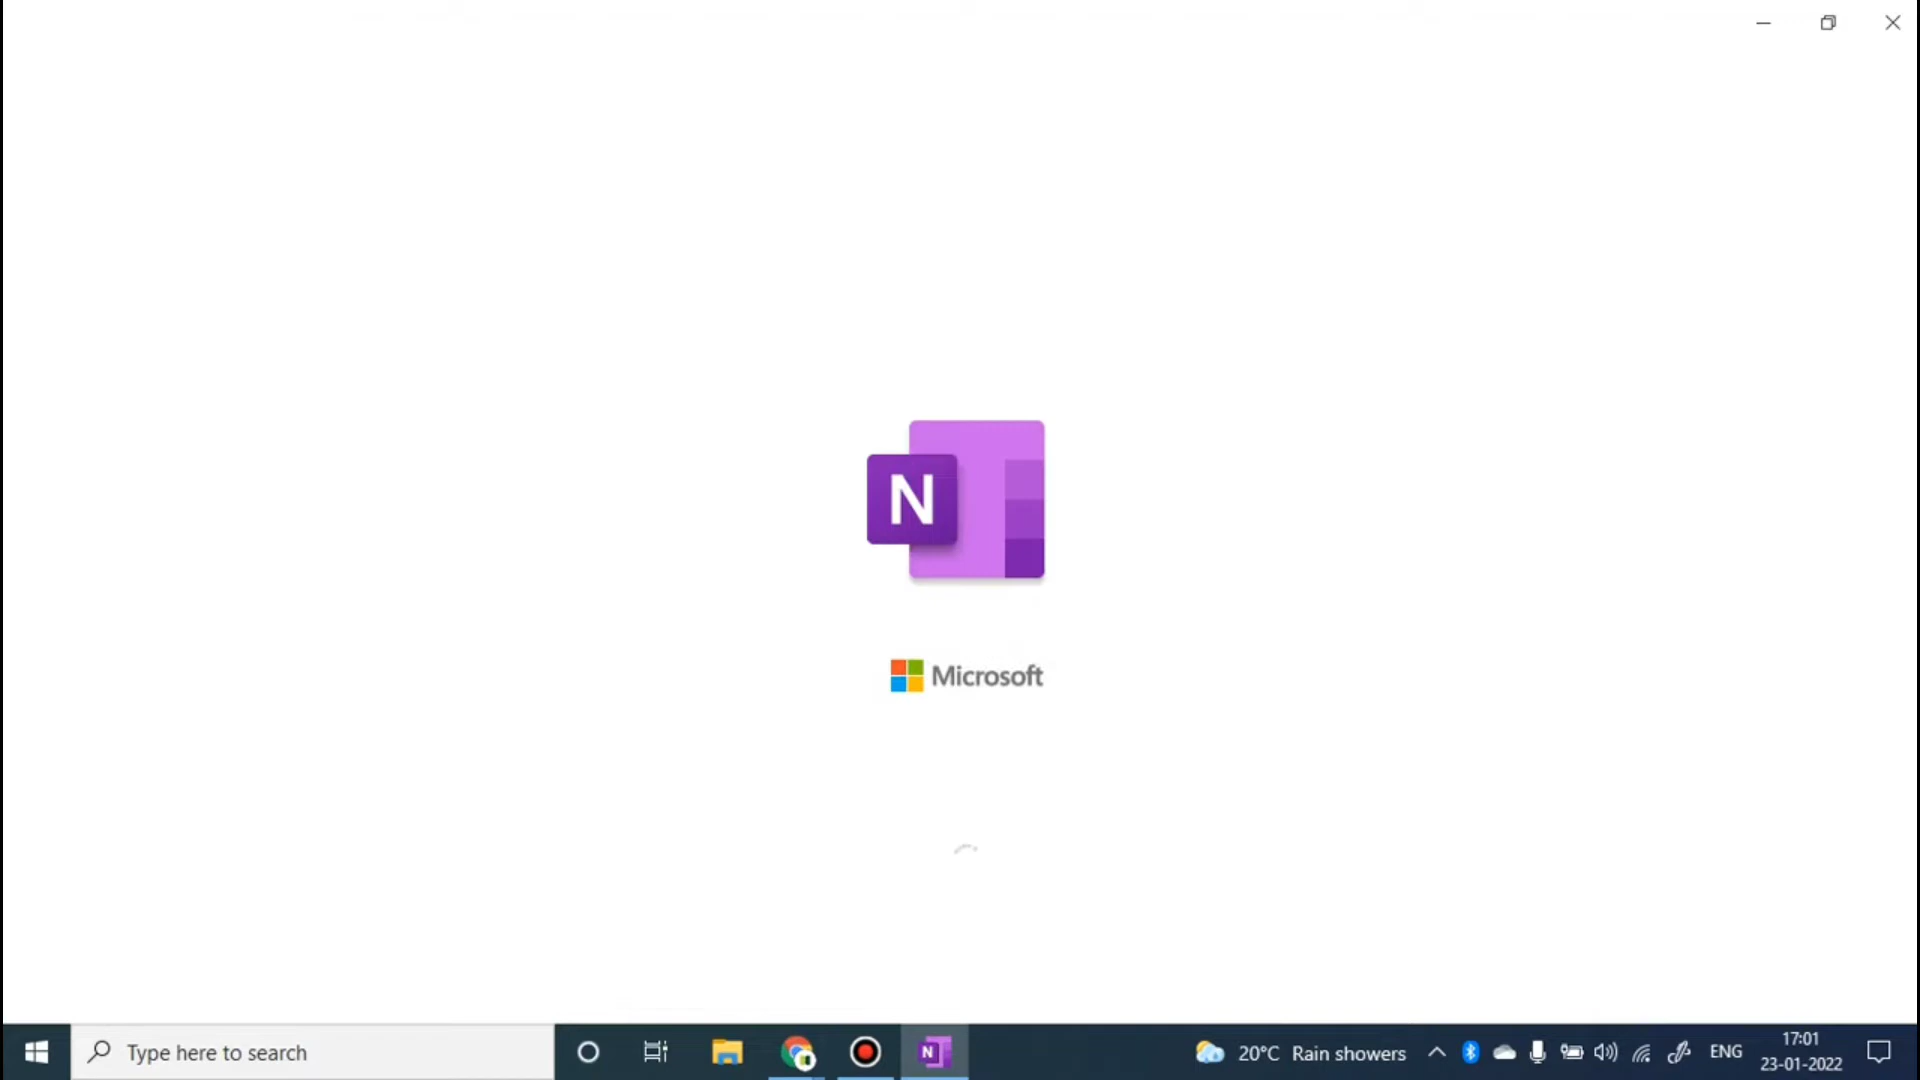 N
Microsoft
Type here to search
N
20°C Rain showers
ENG
17:01
23-01-2022